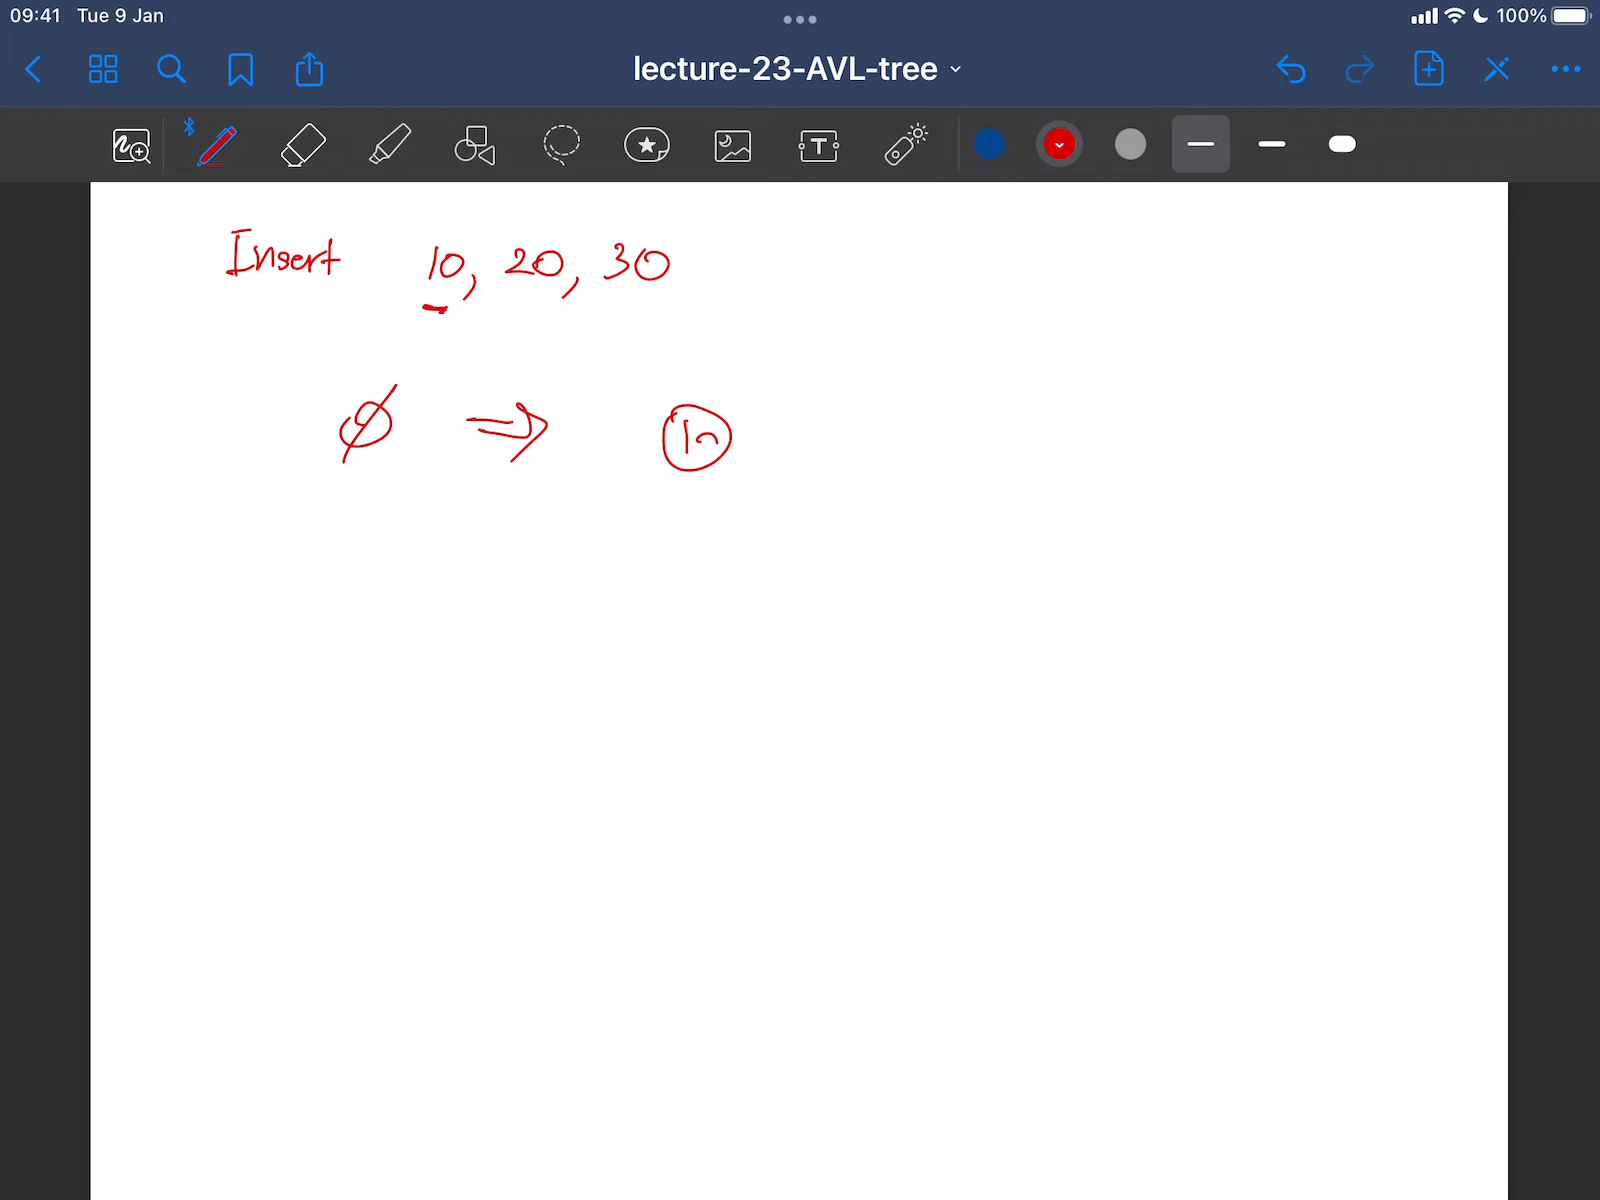 09:41 Tue 9 Jan 100%
lecture-23-AVL-tree
T
Insert 10, 20, 30
∅ ⇒ 10